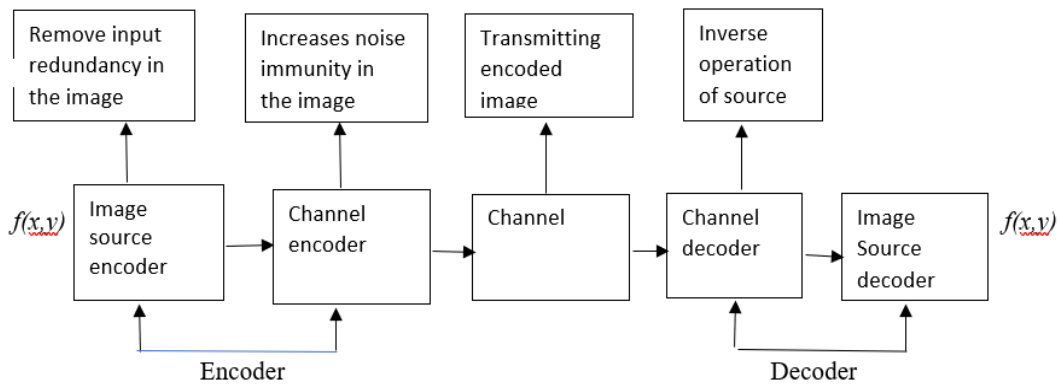 Remove input
redundancy in
the image
Increases noise
immunity in
the image
Transmitting
encoded
image
Inverse
operation
of source
f(x,y)
Image
source
encoder
Channel
encoder
Channel
Channel
decoder
Image
Source
decoder
f(x,y)
Encoder
Decoder